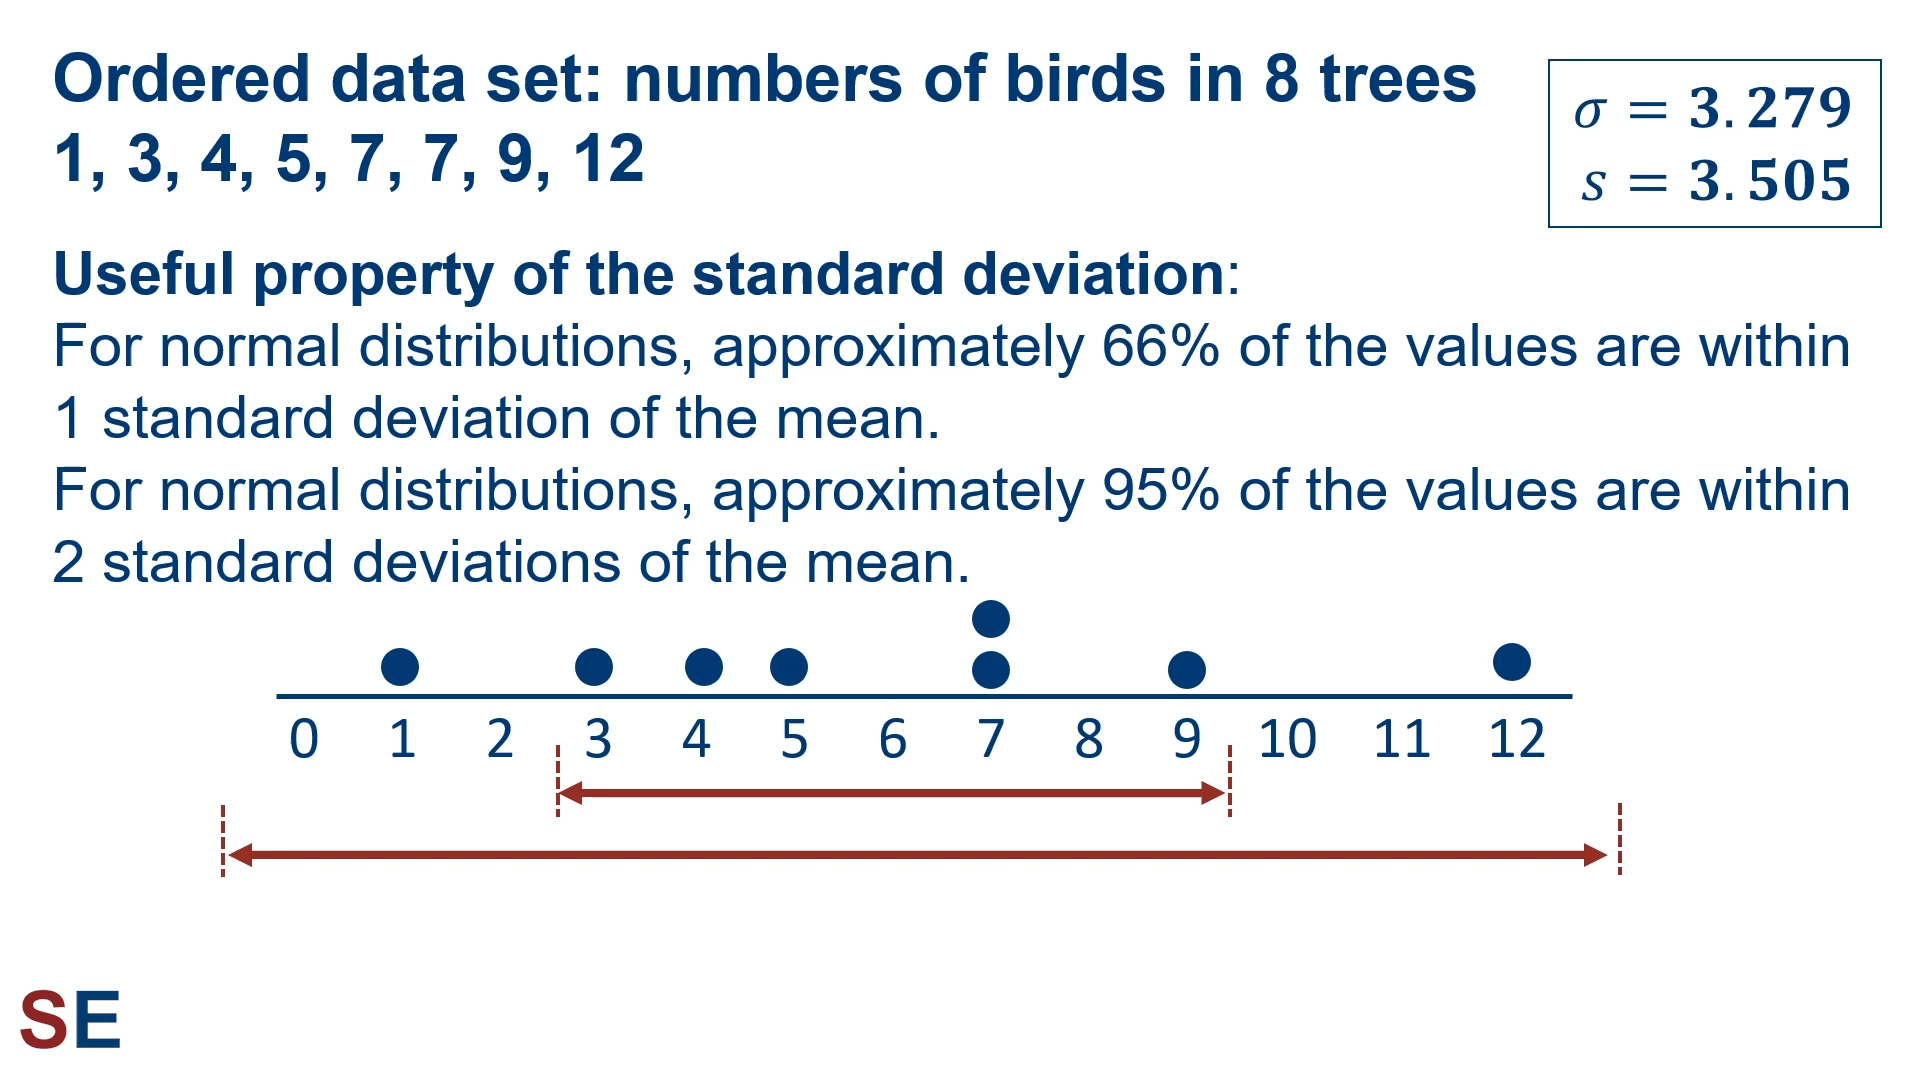 Ordered data set: numbers of birds in 8 trees
1, 3, 4, 5, 7, 7, 9, 12
σ = 3.279
s = 3.505
Useful property of the standard deviation:
For normal distributions, approximately 66% of the values are within
1 standard deviation of the mean.
For normal distributions, approximately 95% of the values are within
2 standard deviations of the mean.
0 1 2 3 4 5 6 7 8 9 10 11 12
SE